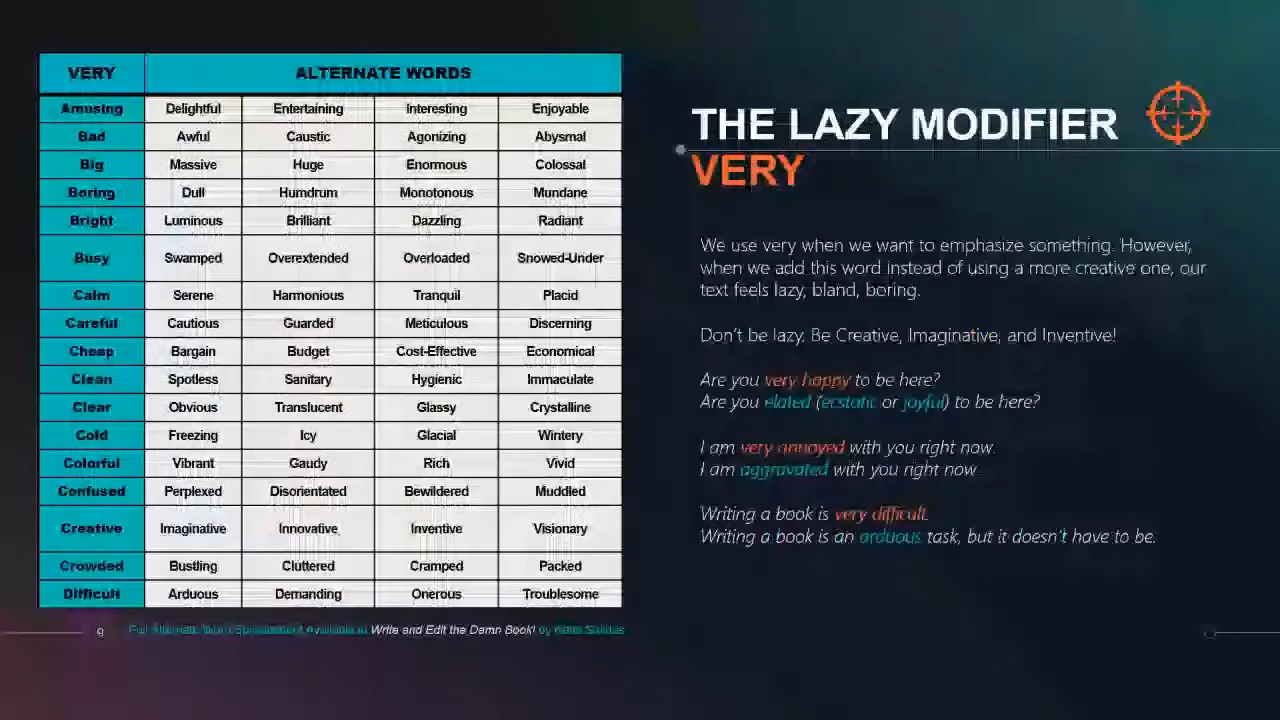 VERY ALTERNATE WORDS
Amusing Delightful Entertaining Interesting Enjoyable
Bad Awful Caustic Agonizing Abysmal
Big Massive Huge Enormous Colossal
Boring Dull Humdrum Monotonous Mundane
Bright Luminous Brilliant Dazzling Radiant
Busy Swamped Overextended Overloaded Snowed-Under
Calm Serene Harmonious Tranquil Placid
Careful Cautious Guarded Meticulous Discerning
Cheap Bargain Budget Cost-Effective Economical
Clean Spotless Sanitary Hygienic Immaculate
Clear Obvious Translucent Glassy Crystalline
Cold Freezing Icy Glacial Wintery
Colorful Vibrant Gaudy Rich Vivid
Confused Perplexed Disorientated Bewildered Muddled
Creative Imaginative Innovative Inventive Visionary
Crowded Bustling Cluttered Cramped Packed
Difficult Arduous Demanding Onerous Troublesome
9
Write and Edit the Damn Book! by
THE LAZY MODIFIER
VERY
We use very when we want to emphasize something. However,
when we add this word instead of using a more creative one, our
text feels lazy, bland, boring.
Don't be lazy. Be Creative, Imaginative, and Inventive!
Are you very happy to be here?
Are you elated (ecstatic or joyful) to be here?
I am very annoyed with you right now.
I am aggravated with you right now.
Writing a book is very difficult.
Writing a book is an arduous task, but it doesn't have to be.